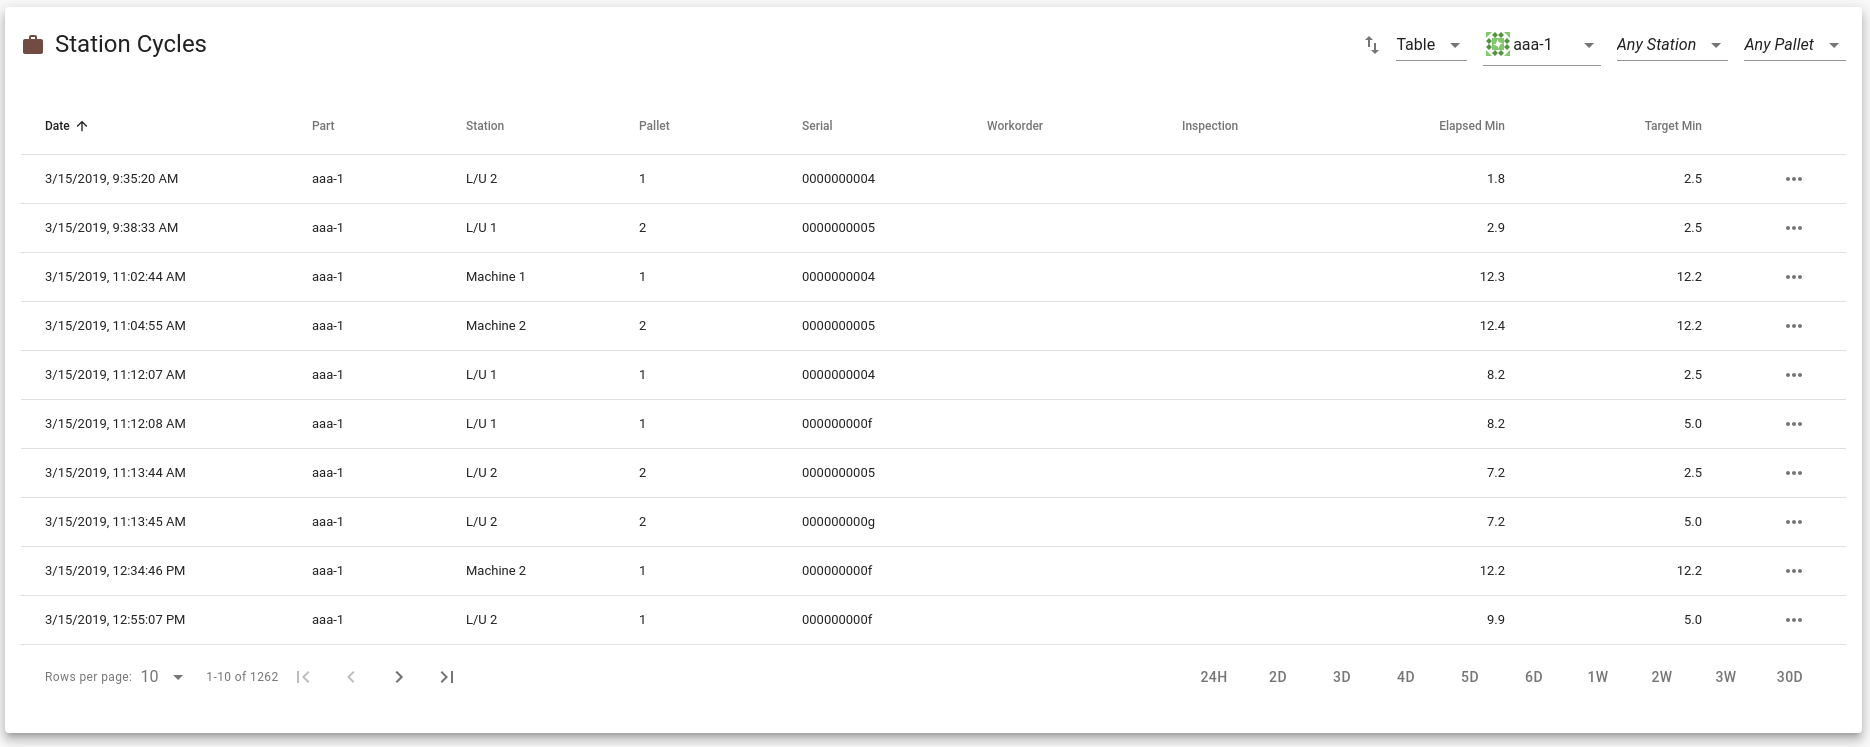 Station Cycles Table aaa-1 Any Station Any Pallet
Date Part Station Pallet Serial Workorder Inspection Elapsed Min Target Min
3/15/2019, 9:35:20 AM aaa-1 L/U 2 1 0000000004 1.8 2.5
3/15/2019, 9:38:33 AM aaa-1 L/U 1 2 0000000005 2.9 2.5
3/15/2019, 11:02:44 AM aaa-1 Machine 1 1 0000000004 12.3 12.2
3/15/2019, 11:04:55 AM aaa-1 Machine 2 2 0000000005 12.4 12.2
3/15/2019, 11:12:07 AM aaa-1 L/U 1 1 0000000004 8.2 2.5
3/15/2019, 11:12:08 AM aaa-1 L/U 1 1 000000000f 8.2 5.0
3/15/2019, 11:13:44 AM aaa-1 L/U 2 2 0000000005 7.2 2.5
3/15/2019, 11:13:45 AM aaa-1 L/U 2 2 000000000g 7.2 5.0
3/15/2019, 12:34:46 PM aaa-1 Machine 2 1 000000000f 12.2 12.2
3/15/2019, 12:55:07 PM aaa-1 L/U 2 1 000000000f 9.9 5.0
Rows per page: 10 1-10 of 1262 24H 2D 3D 4D 5D 6D 1W 2W 3W 30D